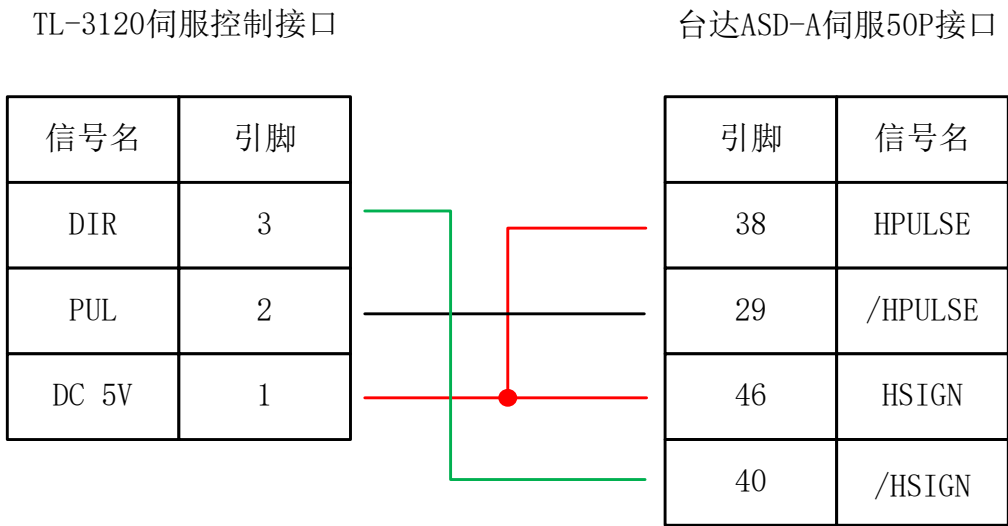 TL-3120伺服控制接口
台达ASD-A伺服50P接口
信号名 引脚
DIR 3
PUL 2
DC 5V 1
引脚 信号名
38 HPULSE
29 /HPULSE
46 HSIGN
40 /HSIGN